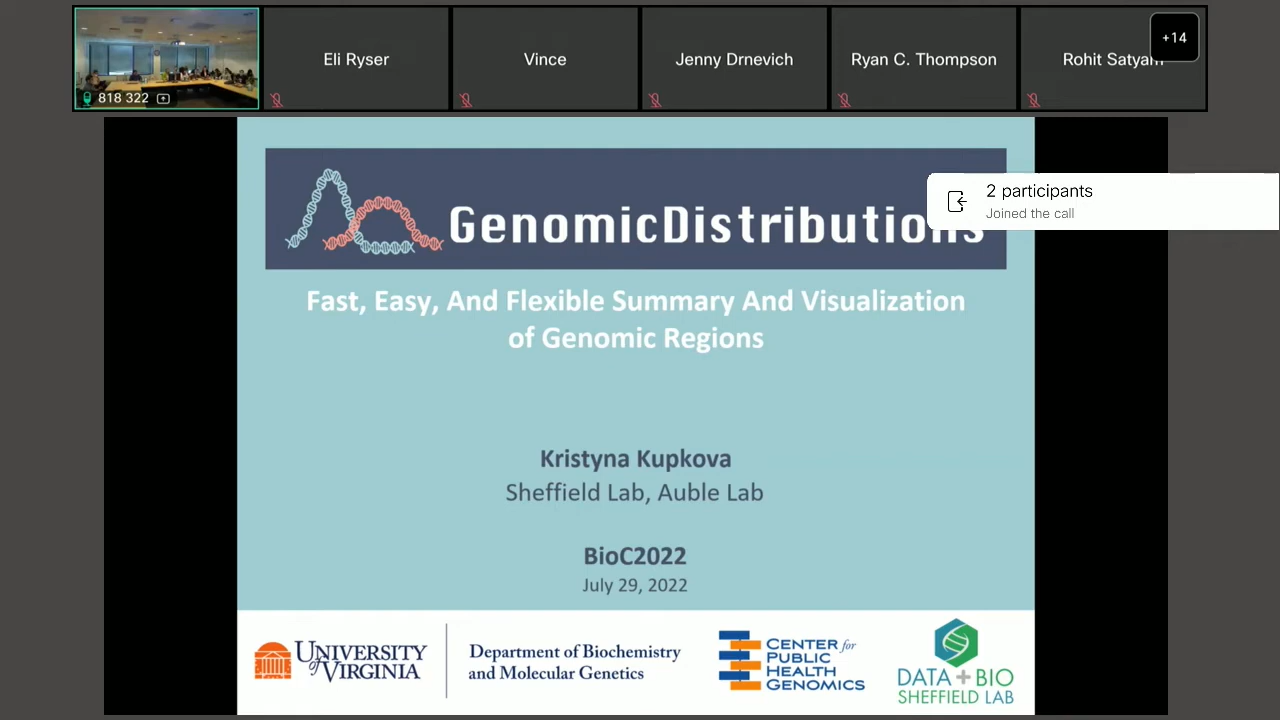 818 322
Eli Ryser
Vince
Jenny Drnevich
Ryan C. Thompson
Rohit Satyam
+14
2 participants
Joined the call
GenomicDistributions
Fast, Easy, And Flexible Summary And Visualization
of Genomic Regions
Kristyna Kupkova
Sheffield Lab, Auble Lab
BioC2022
July 29, 2022
UNIVERSITY
of VIRGINIA
Department of Biochemistry
and Molecular Genetics
CENTER for
PUBLIC
HEALTH
GENOMICS
DATA + BIO
SHEFFIELD LAB